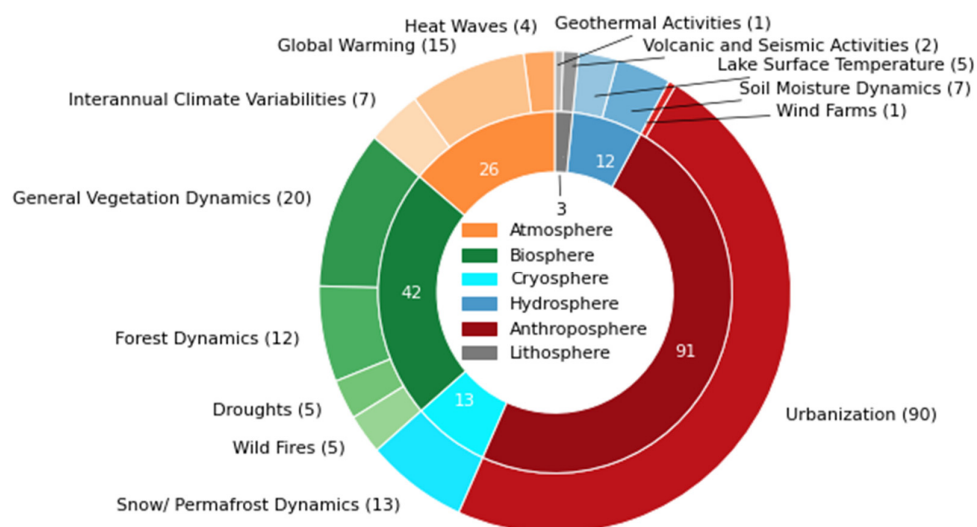 Heat Waves (4)
Geothermal Activities (1)
Global Warming (15)
Volcanic and Seismic Activities (2)
Lake Surface Temperature (5)
Interannual Climate Variabilities (7)
Soil Moisture Dynamics (7)
Wind Farms (1)
26
12
3
General Vegetation Dynamics (20)
Atmosphere
Biosphere
Cryosphere
Hydrosphere
Anthroposphere
Lithosphere
42
91
Forest Dynamics (12)
Droughts (5)
13
Urbanization (90)
Wild Fires (5)
Snow/ Permafrost Dynamics (13)